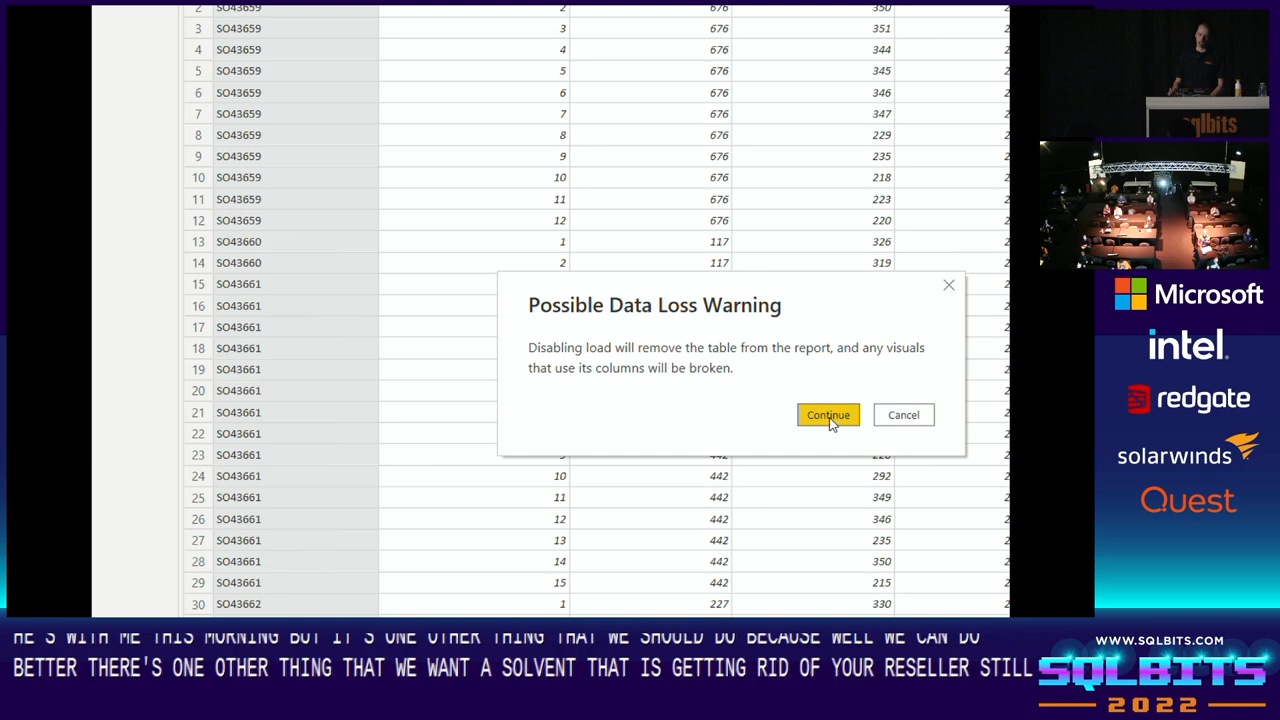 2 SO43659 2 676 350
3 SO43659 3 676 351
4 SO43659 4 676 344
5 SO43659 5 676 345
6 SO43659 6 676 346
7 SO43659 7 676 347
8 SO43659 8 676 229
9 SO43659 9 676 235
10 SO43659 10 676 218
11 SO43659 11 676 223
12 SO43659 12 676 220
13 SO43660 1 117 326
14 SO43660 2 117 319
15 SO43661
16 SO43661
17 SO43661
18 SO43661
19 SO43661
20 SO43661
21 SO43661
22 SO43661
23 SO43661
24 SO43661 10 442 292
25 SO43661 11 442 349
26 SO43661 12 442 346
27 SO43661 13 442 235
28 SO43661 14 442 350
29 SO43661 15 442 215
30 SO43662 1 227 330
Possible Data Loss Warning
Disabling load will remove the table from the report, and any visuals
that use its columns will be broken.
Continue
Cancel
sqlbits
Microsoft
intel.
redgate
solarwinds
Quest
HE'S WITH ME THIS MORNING BUT IT'S ONE OTHER THING THAT WE SHOULD DO BECAUSE WELL WE CAN DO
BETTER THERE'S ONE OTHER THING THAT WE WANT A SOLVENT THAT IS GETTING RID OF YOUR RESELLER STILL
WWW.SQLBITS.COM
SQLBITS
2022